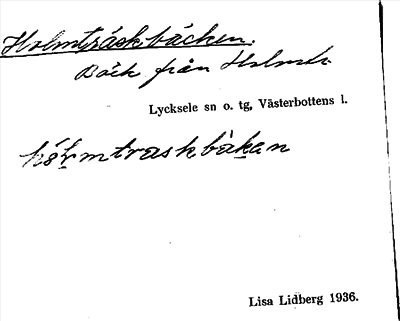 Holmträskbäcken.
Bäck från Holmtr.
Lycksele sn o. tg, Västerbottens l.
Lisa Lidberg 1936.